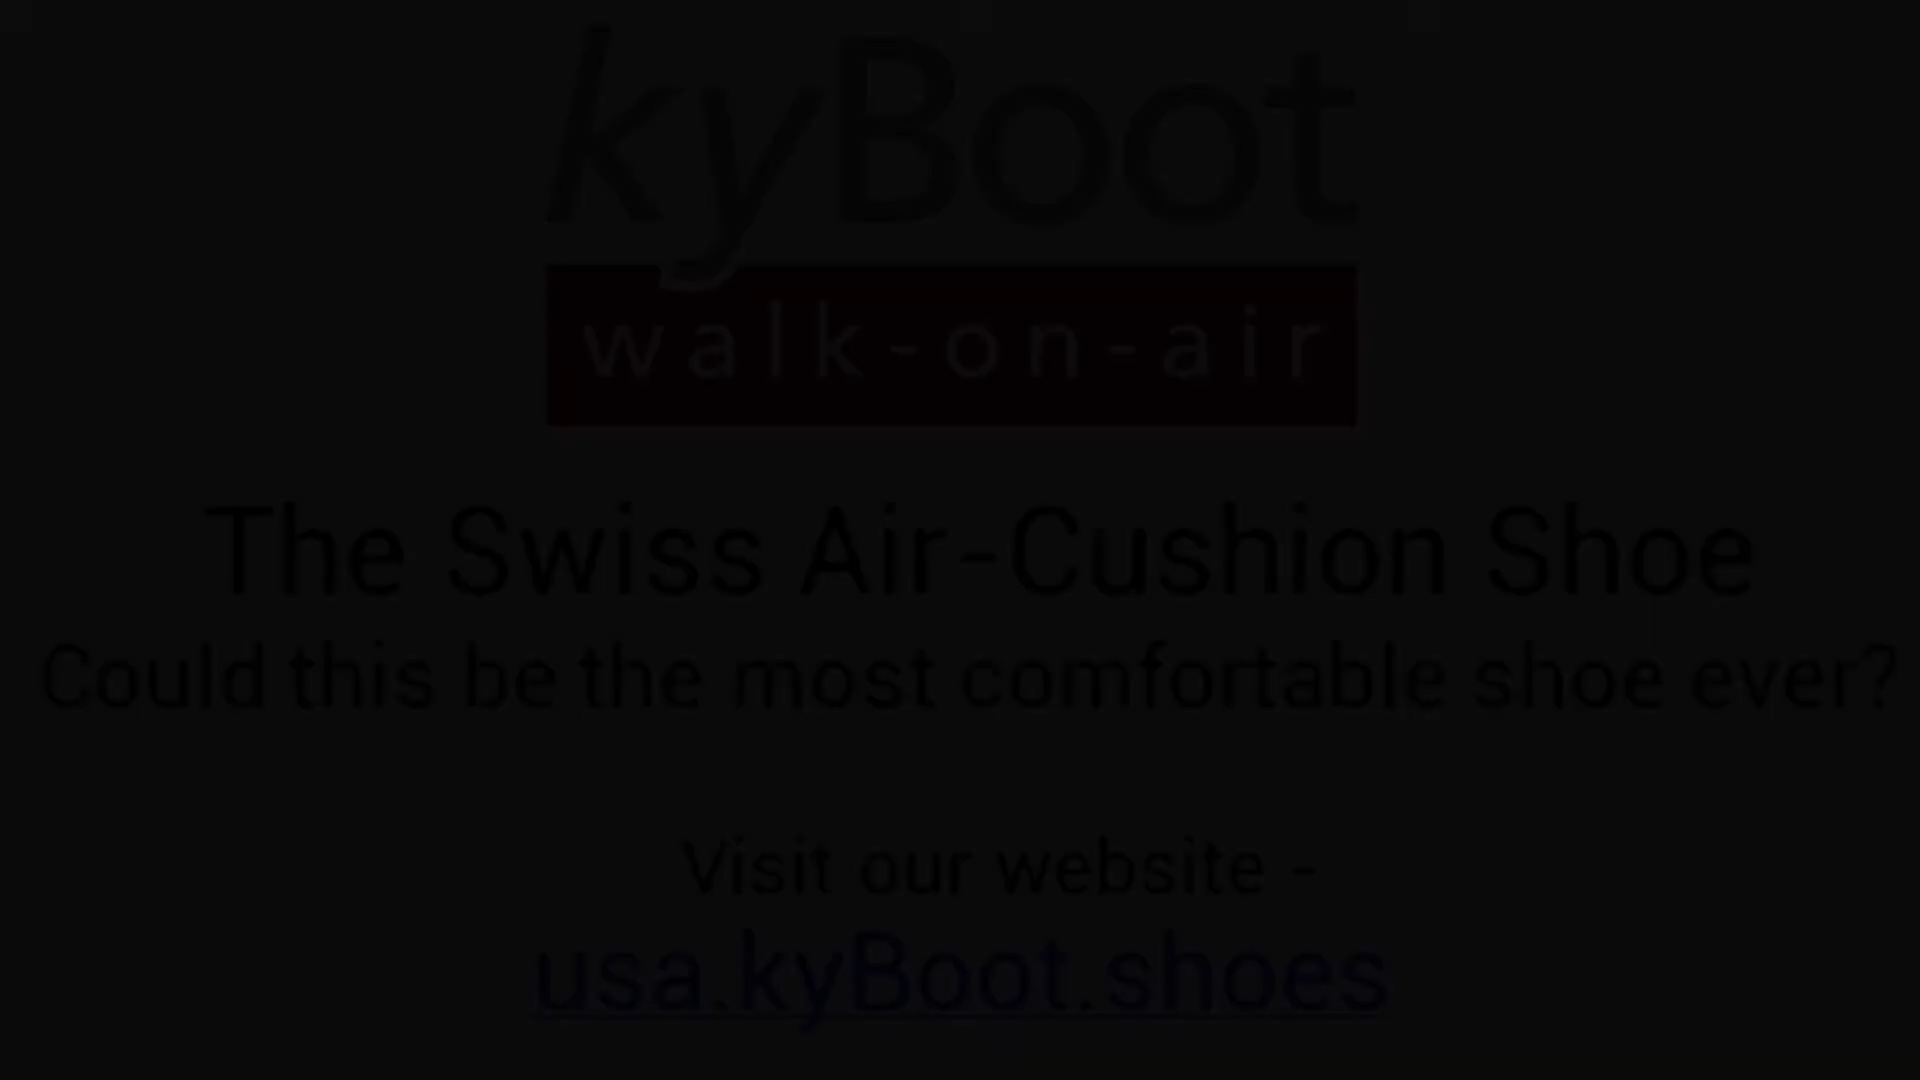 kyBoot
walk-on-air
The Swiss Air-Cushion Shoe
Could this be the most comfortable shoe ever?
Visit our website -
usa.kyBoot.shoes